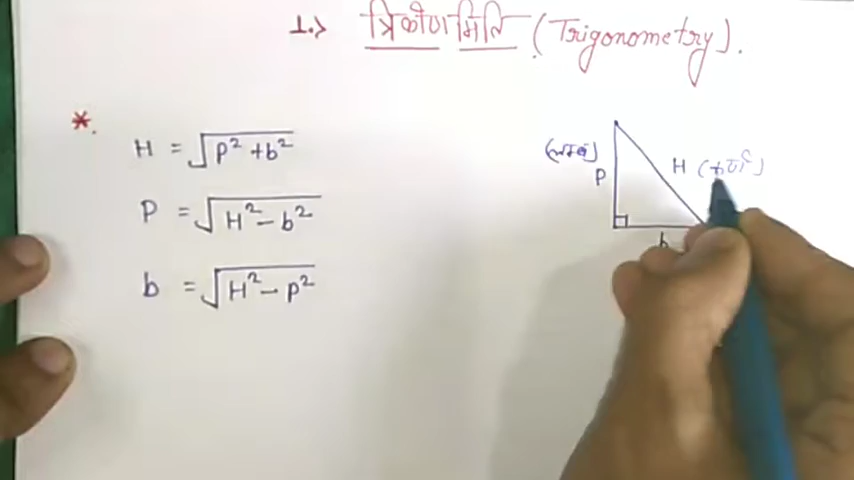 1.> त्रिकोणमिति (Trigonometry).
*.
H = √P² + b²
P = √H² - b²
b = √H² - P²
(लम्ब)
P
H (कर्ण)
b